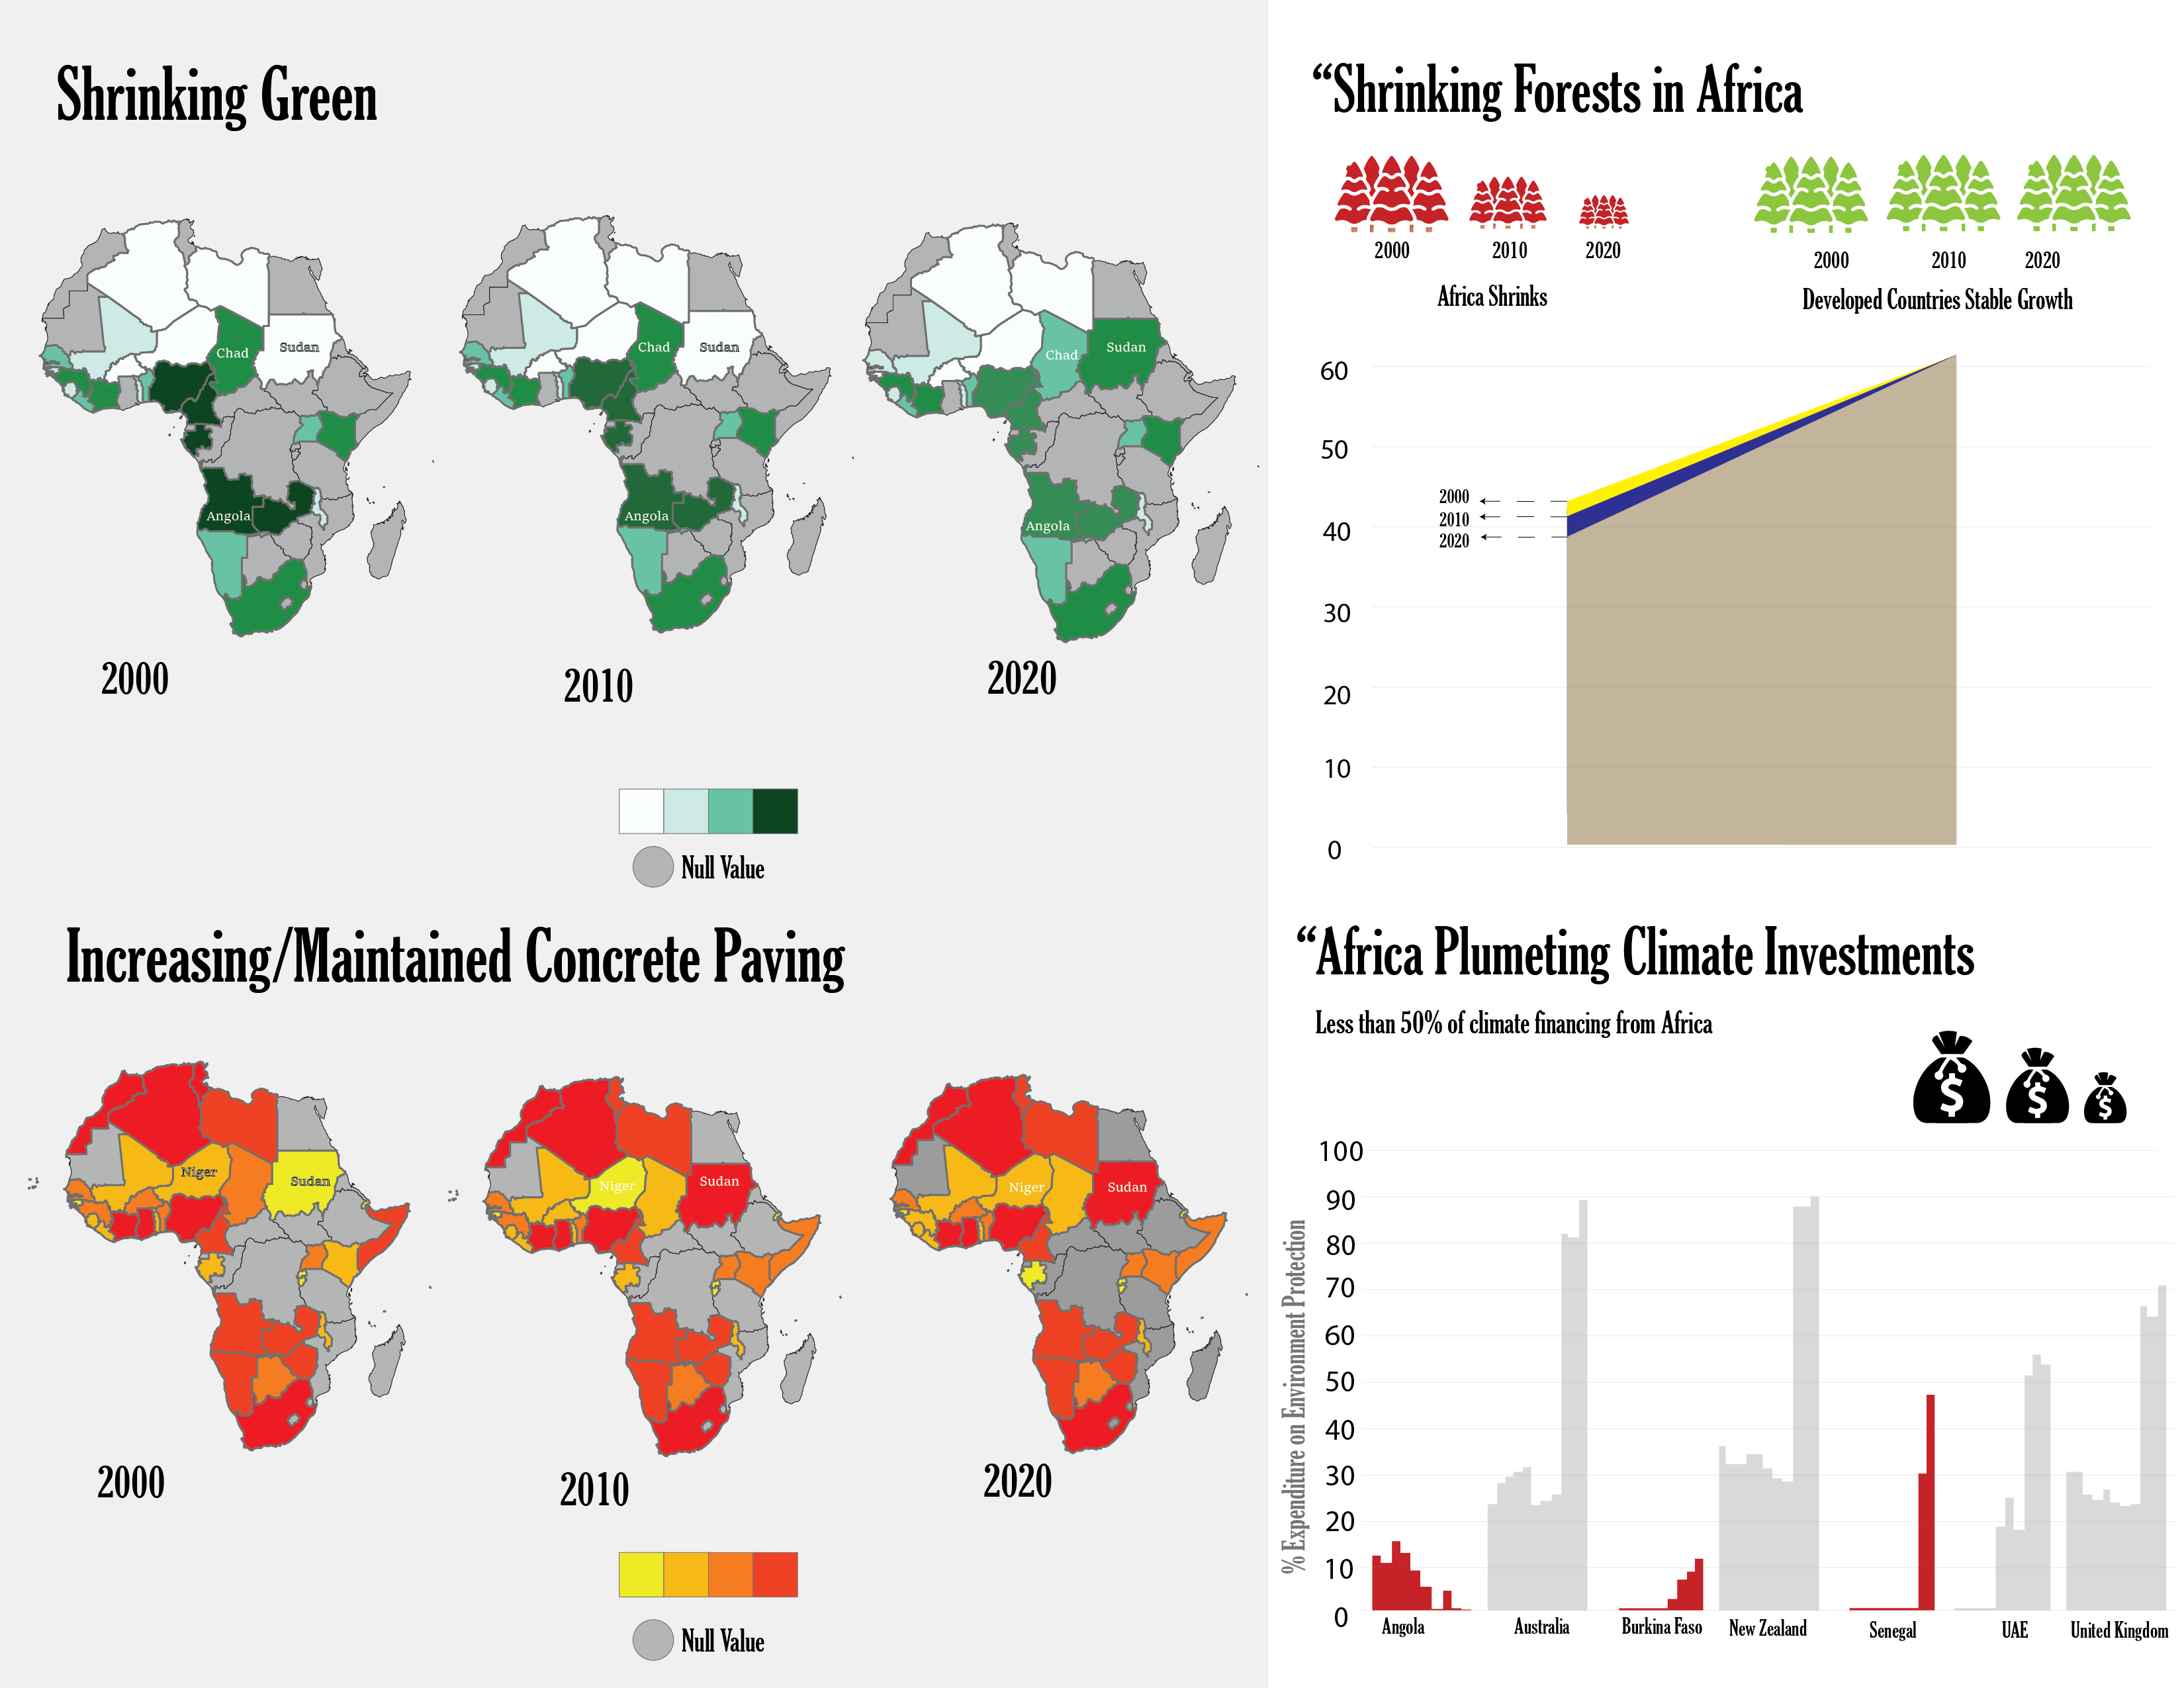 Shrinking Green
Chad
Sudan
Angola
2000
Chad
Sudan
Angola
2010
Chad
Sudan
Angola
2020
Null Value
Increasing/Maintained Concrete Paving
Niger
Sudan
2000
Niger
Sudan
2010
Niger
Sudan
2020
Null Value
“Shrinking Forests in Africa
2000
2010
2020
Africa Shrinks
2000
2010
2020
Developed Countries Stable Growth
60
50
2000
2010
2020
40
30
20
10
0
“Africa Plumeting Climate Investments
Less than 50% of climate financing from Africa
$
$
$
% Expenditure on Environment Protection
100
90
80
70
60
50
40
30
20
10
0
Angola
Australia
Burkina Faso
New Zealand
Senegal
UAE
United Kingdom